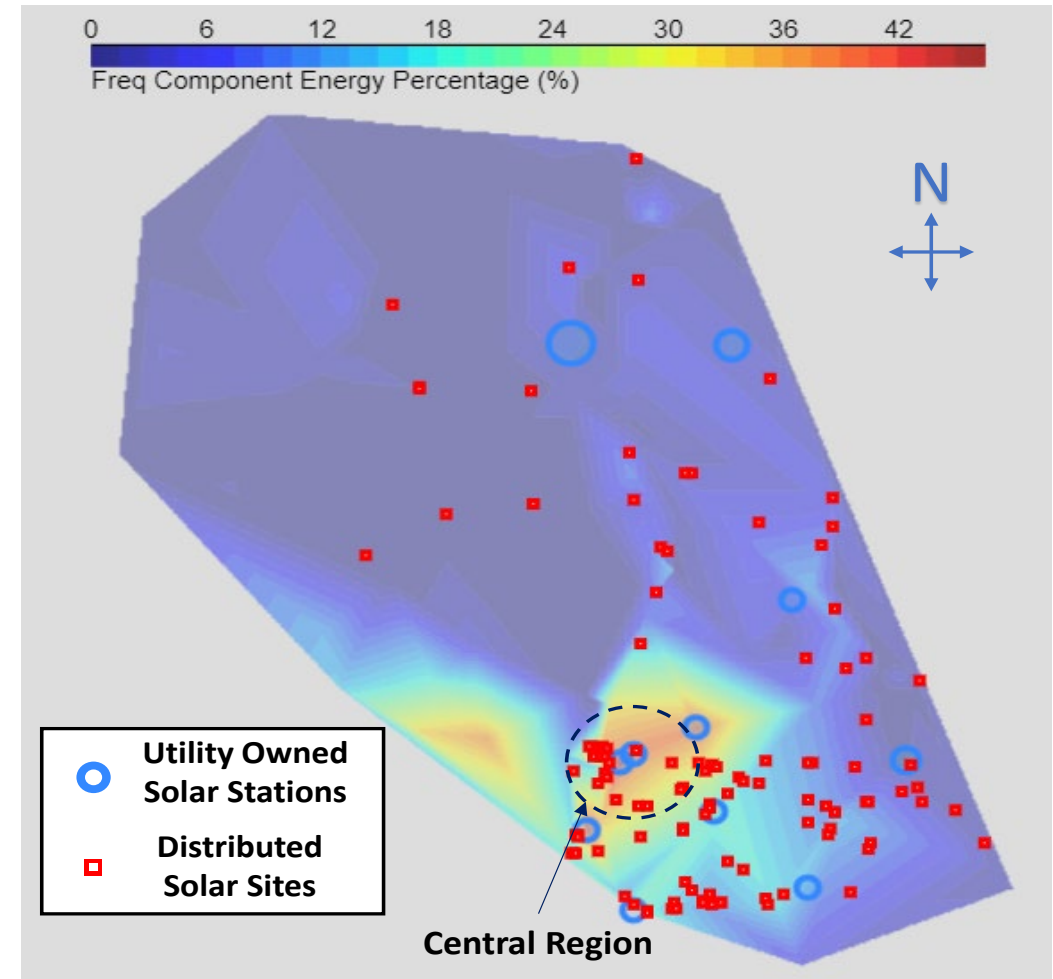 0 6 12 18 24 30 36 42
Freq Component Energy Percentage (%)
N
Utility Owned
Solar Stations
Distributed
Solar Sites
Central Region